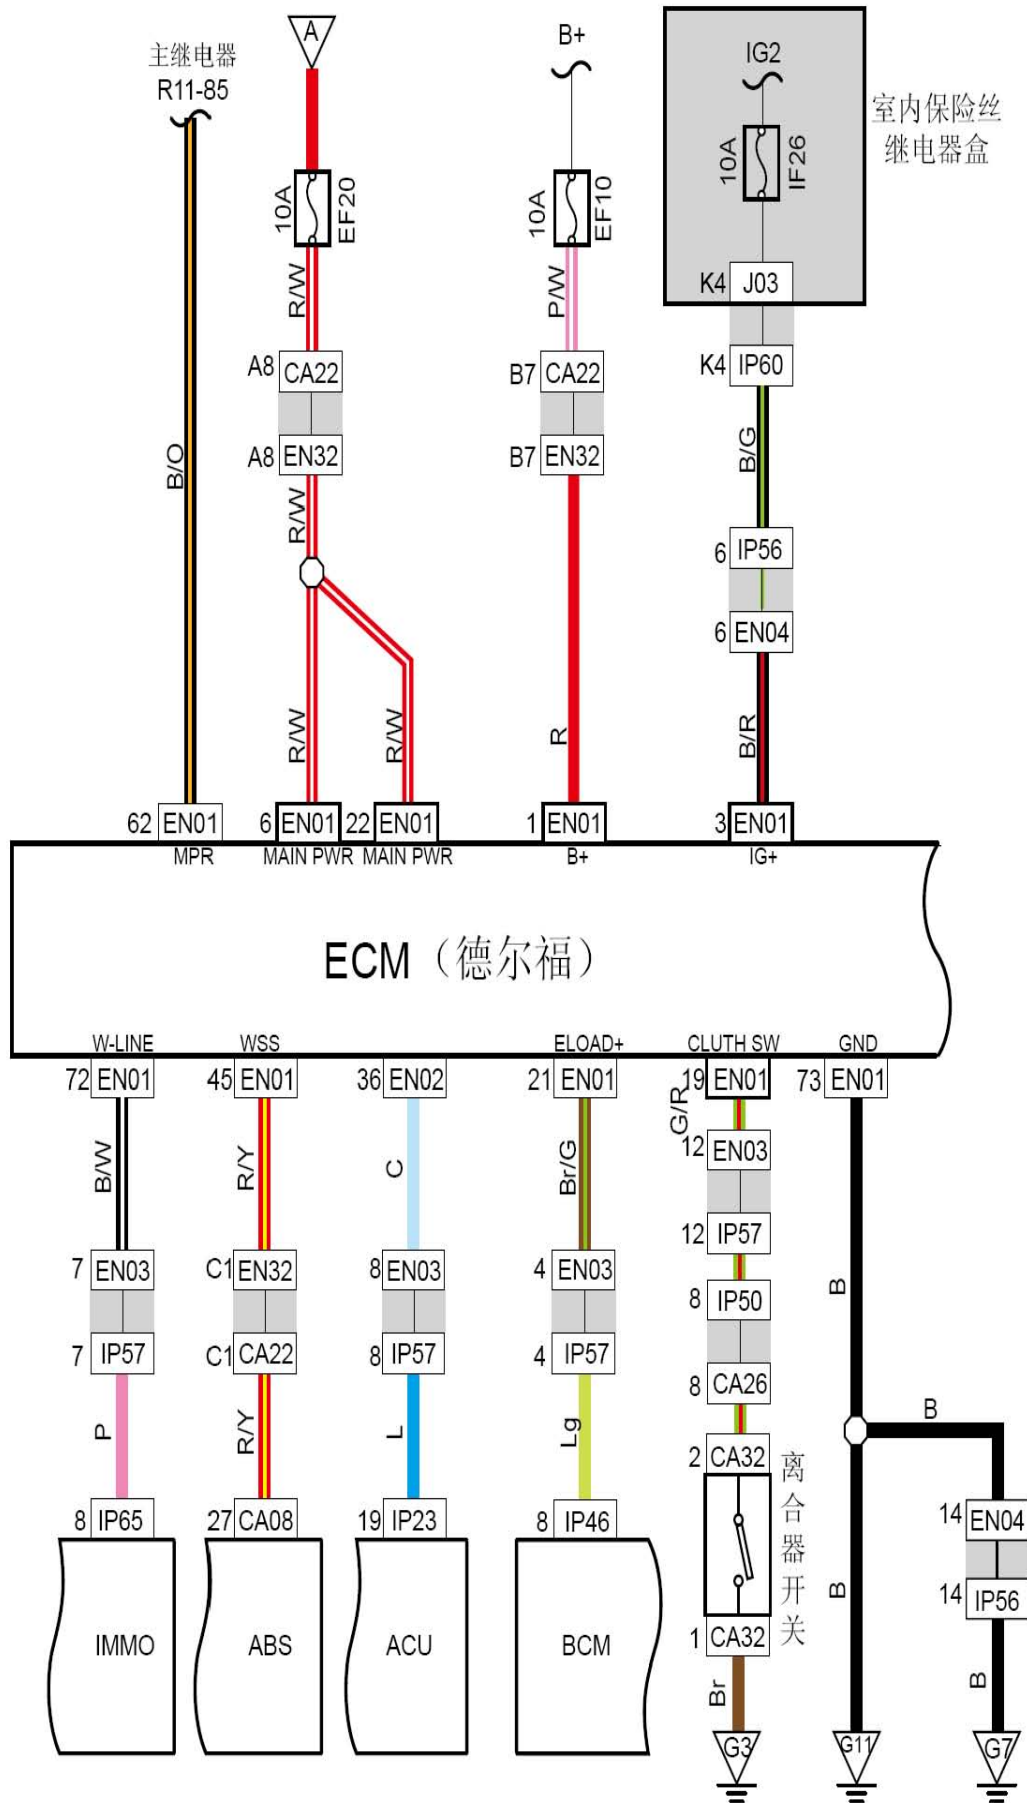 主继电器
R11-85
A
B+
IG2
室内保险丝
继电器盒
10A
EF20
10A
EF10
10A
IF26
R/W
P/W
K4 J03
A8 CA22
B7 CA22
K4 IP60
B/O
A8 EN32
B7 EN32
B/G
R/W
6 IP56
6 EN04
R/W
R/W
R
B/R
62 EN01
6 EN01
22 EN01
1 EN01
3 EN01
MPR
MAIN PWR
MAIN PWR
B+
IG+
ECM（德尔福）
W-LINE
WSS
ELOAD+
CLUTH SW
GND
72 EN01
45 EN01
36 EN02
21 EN01
19 EN01
73 EN01
G/R
B/W
R/Y
C
Br/G
12 EN03
12 IP57
7 EN03
C1 EN32
8 EN03
4 EN03
8 IP50
B
7 IP57
C1 CA22
8 IP57
4 IP57
8 CA26
P
R/Y
L
Lg
B
2 CA32
离合器开关
8 IP65
27 CA08
19 IP23
8 IP46
14 EN04
14 IP56
B
IMMO
ABS
ACU
BCM
1 CA32
Br
B
G3
G11
G7